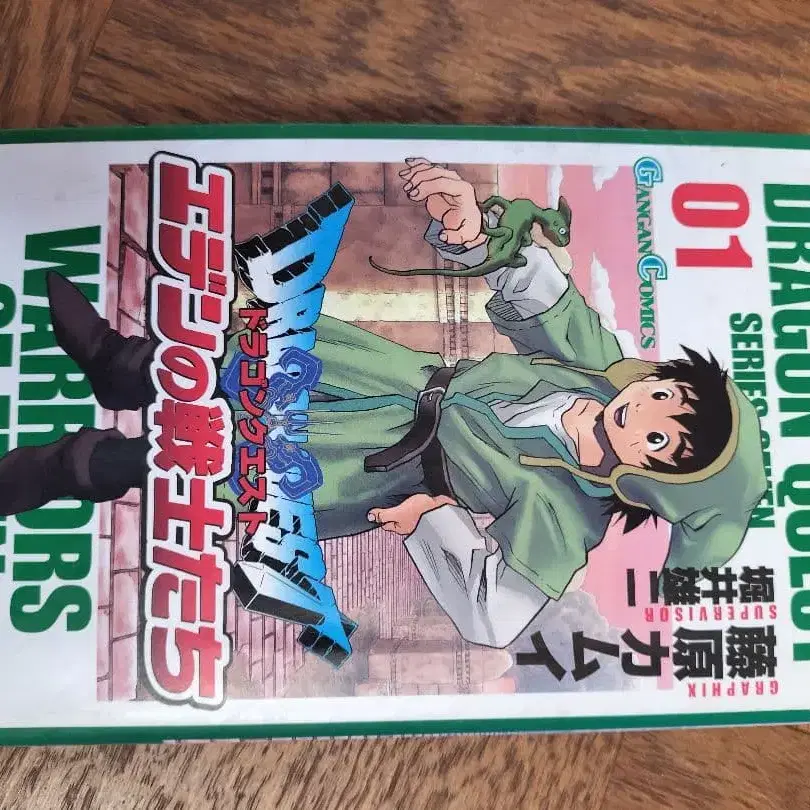 DRAGON QUEST
SERIES SEVEN
01
GANGAN COMICS
SUPERVISOR
堀井雄二
GRAPHIX
藤原カムイ
DRAGON QUEST
ドラゴンクエスト
エデンの戦士たち
WARRIORS